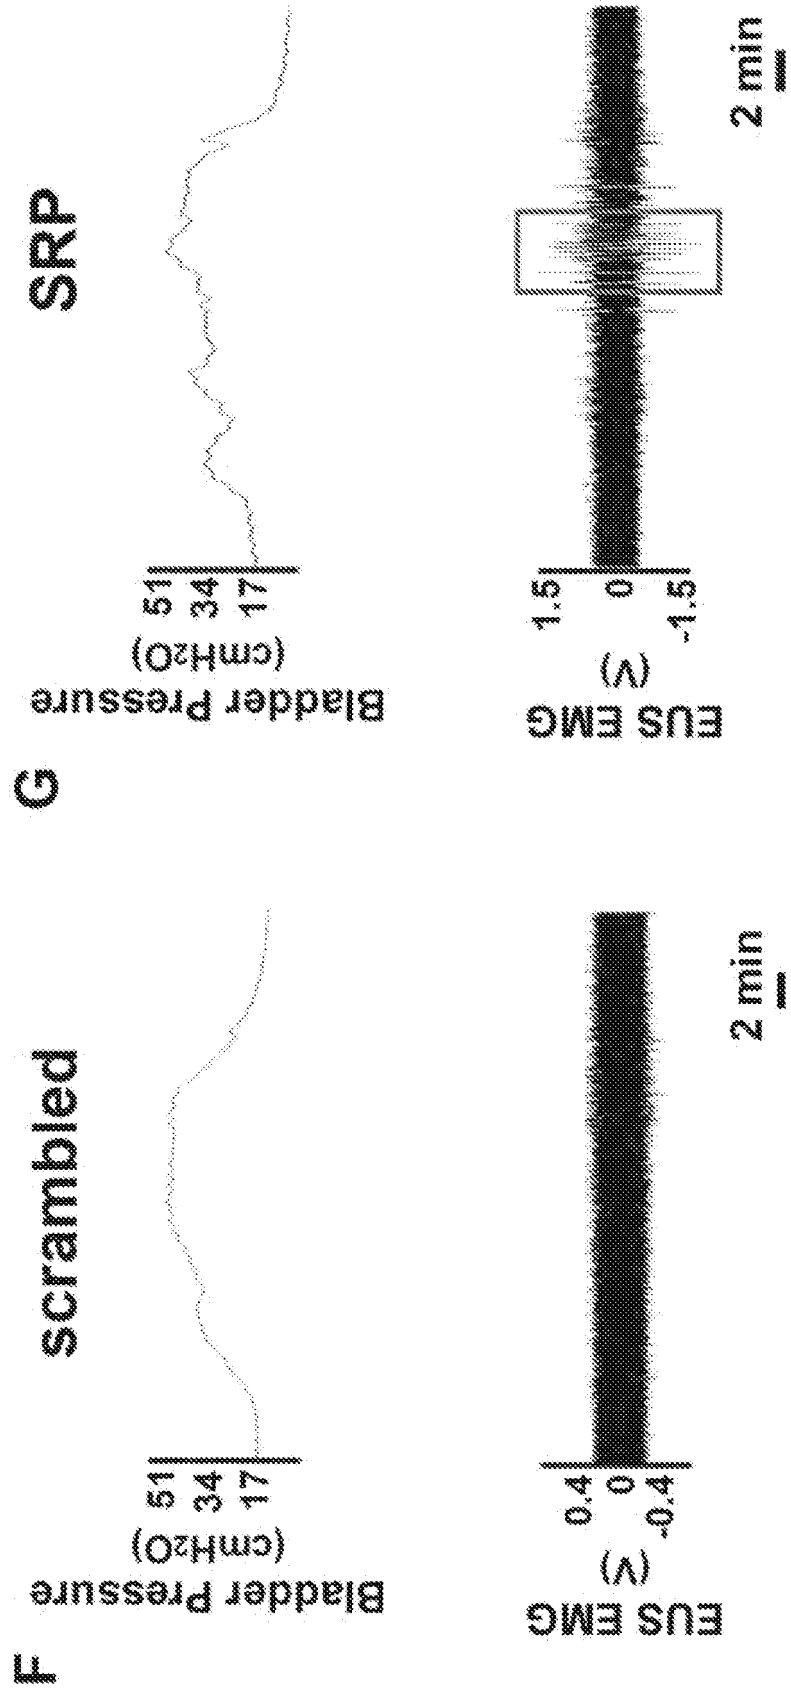 F
scrambled
Bladder Pressure
(cmH2O)
51
34
17
EUS EMG
(V)
0.4
0
-0.4
2 min
G
SRP
Bladder Pressure
(cmH2O)
51
34
17
EUS EMG
(V)
1.5
0
-1.5
2 min